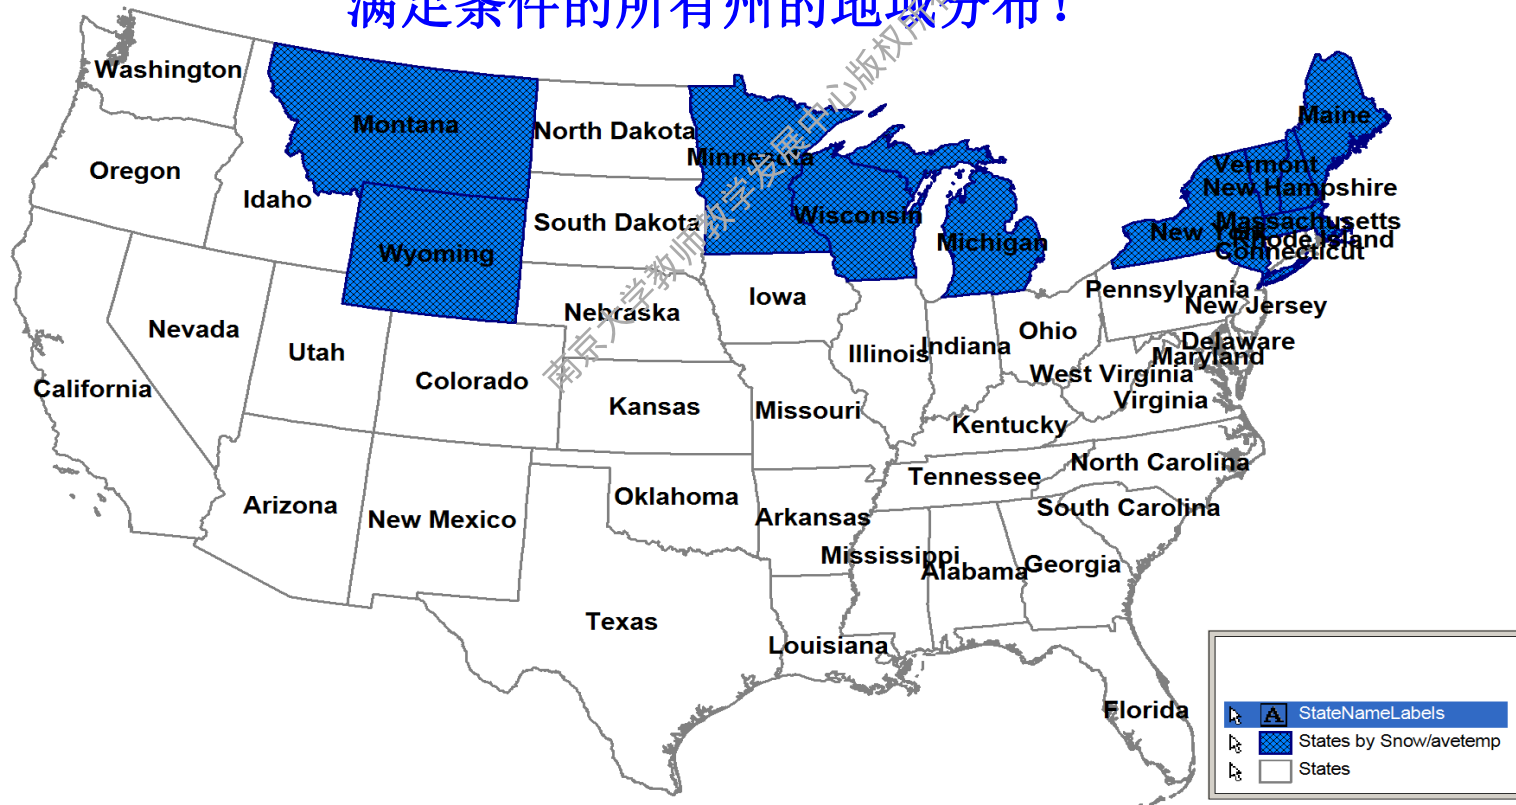 满足条件的所有州的地域分布！
南京大学教师教学发展中心版权所有
Washington
Montana
North Dakota
Minnesota
Maine
Oregon
Idaho
Vermont
New Hampshire
South Dakota
Wisconsin
Michigan
New York
Massachusetts
Rhode Island
Connecticut
Wyoming
Nebraska
Iowa
Pennsylvania
New Jersey
Nevada
Utah
Illinois
Indiana
Ohio
Delaware
Maryland
California
Colorado
Kansas
Missouri
West Virginia
Virginia
Kentucky
Arizona
New Mexico
Oklahoma
Arkansas
Tennessee
North Carolina
South Carolina
Mississippi
Alabama
Georgia
Texas
Louisiana
Florida
A StateNameLabels
States by Snow/avetemp
States